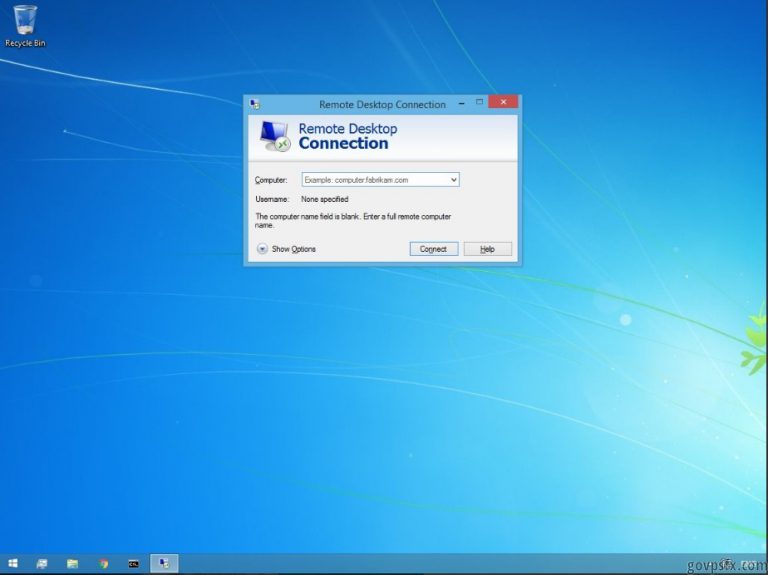 Recycle Bin
Remote Desktop Connection
Remote Desktop
Connection
Computer: Example: computer.fabrikam.com
Username: None specified
The computer name field is blank. Enter a full remote computer
name.
Show Options Connect Help
govpsfx.com